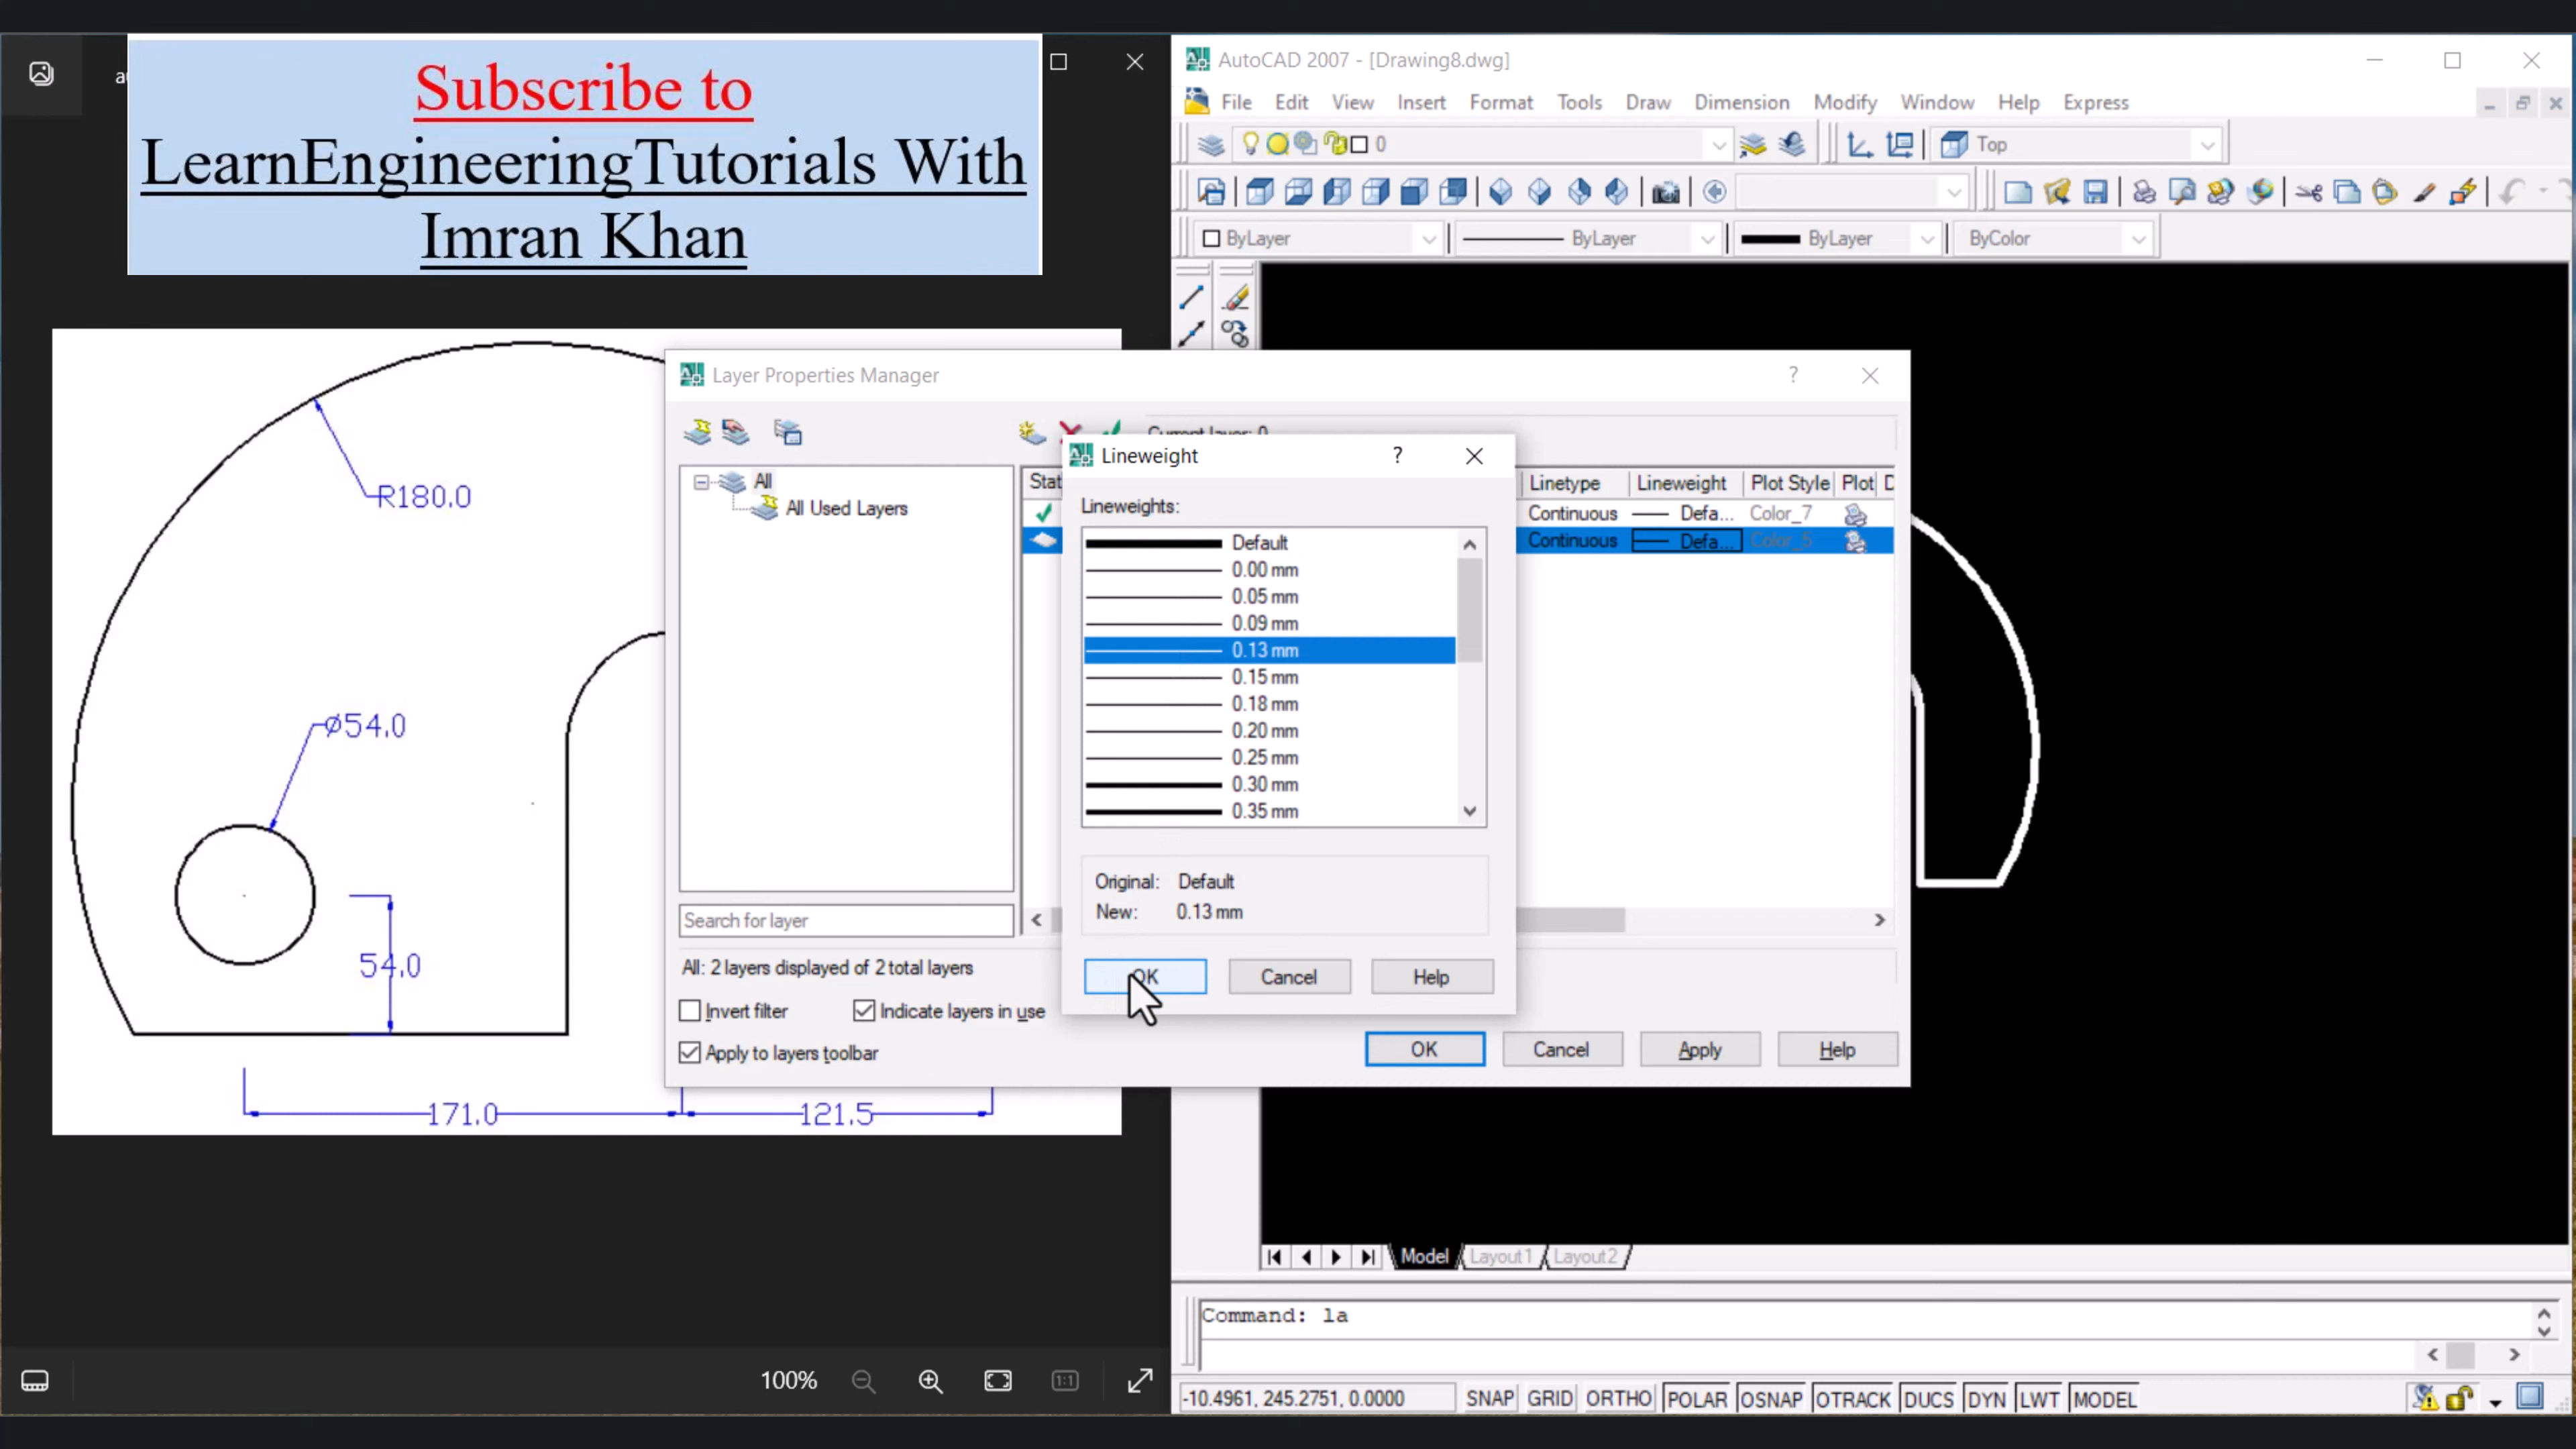 Subscribe to
LearnEngineeringTutorials With
Imran Khan
AutoCAD 2007 - [Drawing8.dwg]
File Edit View Insert Format Tools Draw Dimension Modify Window Help Express
0
Top
ByLayer ByLayer ByLayer ByColor
R180.0
Ø54.0
54.0
171.0 121.5
Layer Properties Manager
All
All Used Layers
Search for layer
All: 2 layers displayed of 2 total layers
Invert filter Indicate layers in use
Apply to layers toolbar
Current layer: 0
Stat Linetype Lineweight Plot Style Plot D
Continuous Defa... Color_7
Continuous Defa... Color_5
OK Cancel Apply Help
Lineweight
Lineweights:
Default
0.00 mm
0.05 mm
0.09 mm
0.13 mm
0.15 mm
0.18 mm
0.20 mm
0.25 mm
0.30 mm
0.35 mm
Original: Default
New: 0.13 mm
OK Cancel Help
Model Layout1 Layout2
Command: la
100%
1:1
-10.4961, 245.2751, 0.0000 SNAP GRID ORTHO POLAR OSNAP OTRACK DUCS DYN LWT MODEL